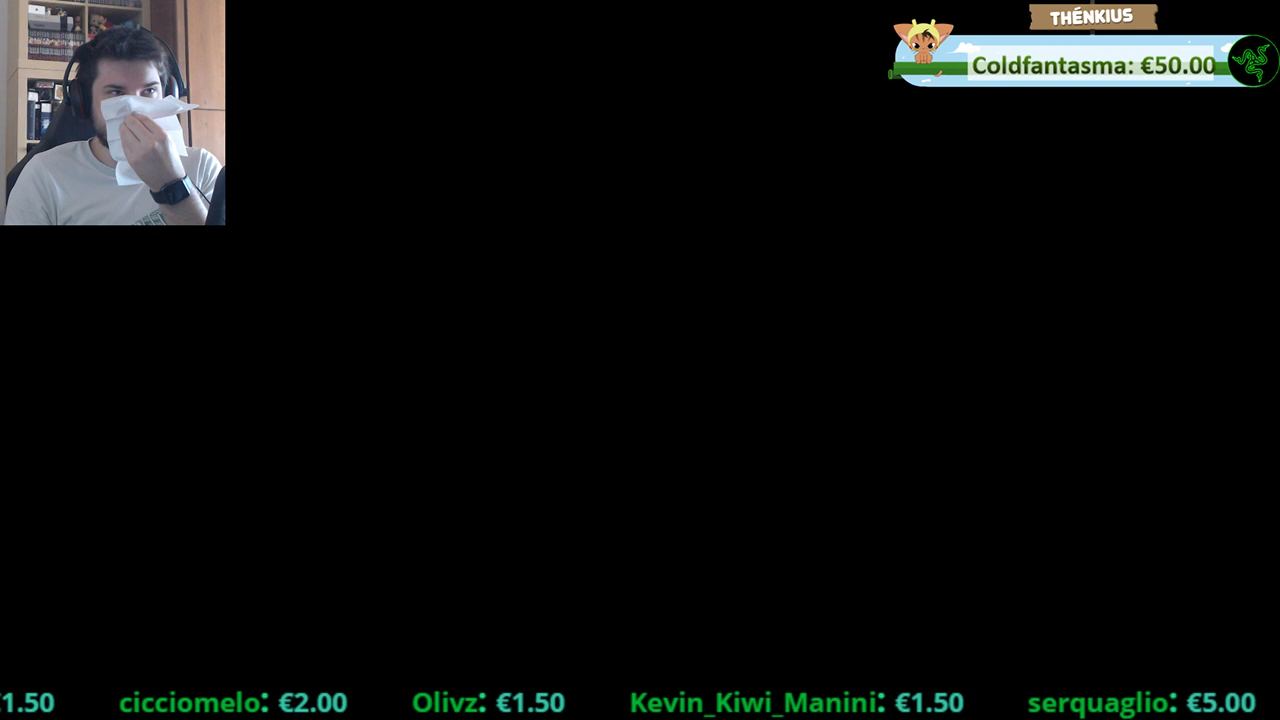 THÉNKIUS
Coldfantasma: €50.00
€1.50 cicciomelo: €2.00 Olivz: €1.50 Kevin_Kiwi_Manini: €1.50 serquaglio: €5.00